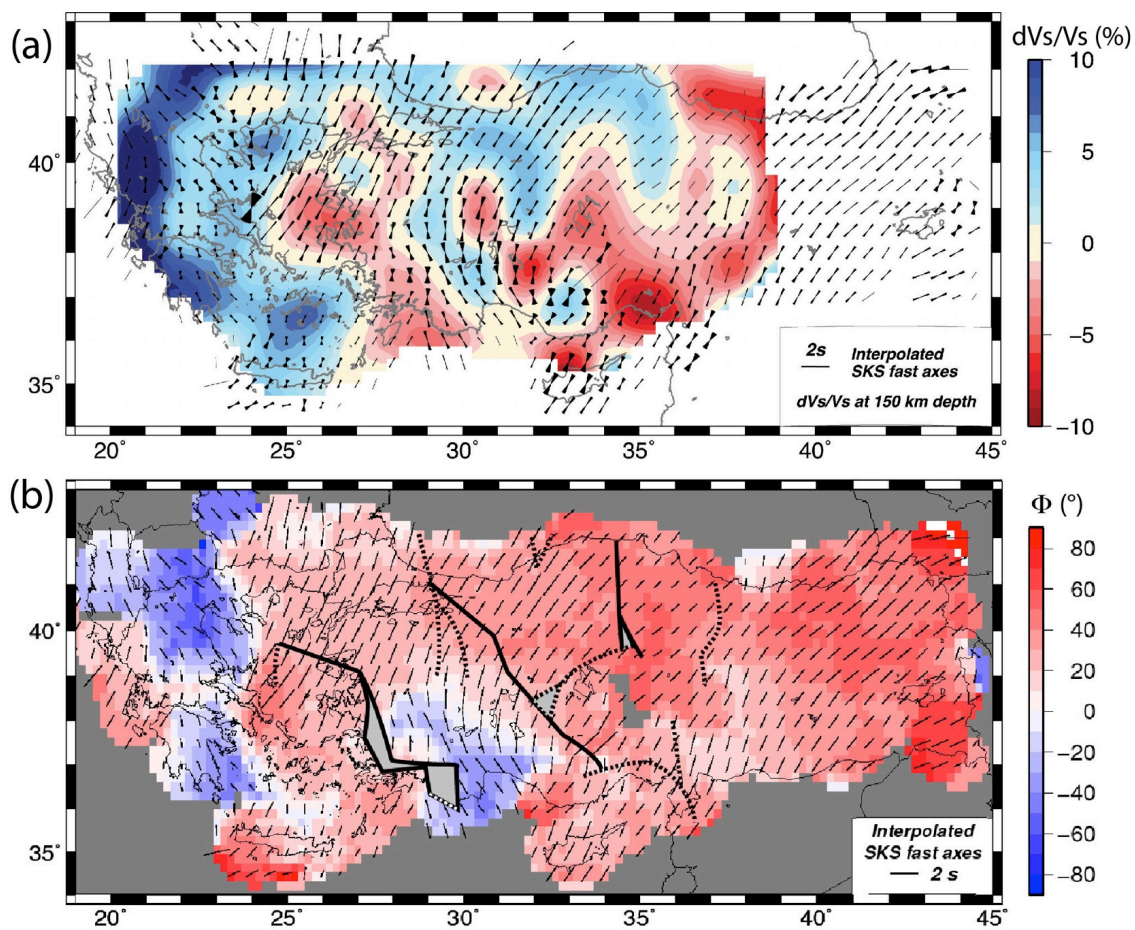 (a)
dVs/Vs (%)
10
5
0
−5
−10
40˚
35˚
20˚ 25˚ 30˚ 35˚ 40˚ 45˚
2s Interpolated
SKS fast axes
dVs/Vs at 150 km depth
(b)
Φ (°)
80
60
40
20
0
−20
−40
−60
−80
40˚
35˚
20˚ 25˚ 30˚ 35˚ 40˚ 45˚
Interpolated
SKS fast axes
2 s